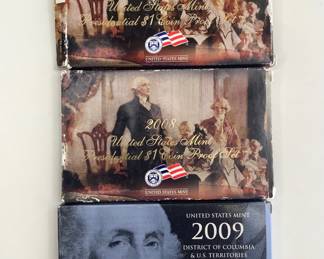 United States Mint
Presidential $1 Coin Proof Set
UNITED STATES MINT
2008
United States Mint
Presidential $1 Coin Proof Set
UNITED STATES MINT
UNITED STATES MINT
2009
DISTRICT OF COLUMBIA
& U.S. TERRITORIES